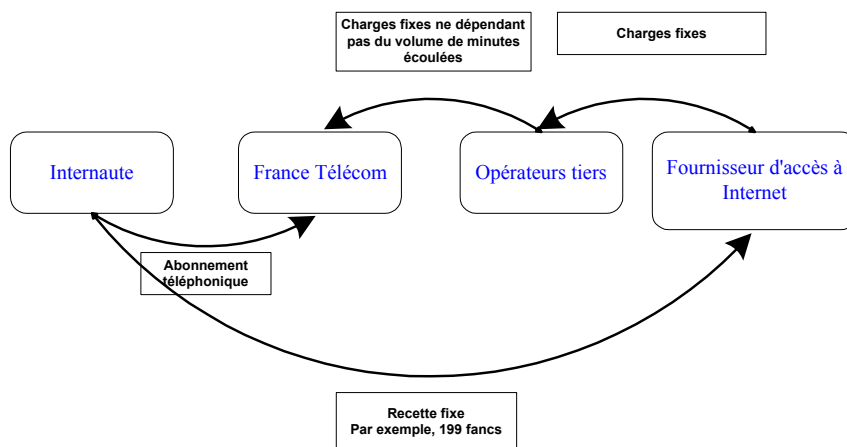 Charges fixes ne dépendant
pas du volume de minutes
écoulées
Charges fixes
Internaute
France Télécom
Opérateurs tiers
Fournisseur d'accès à
Internet
Abonnement
téléphonique
Recette fixe
Par exemple, 199 fancs